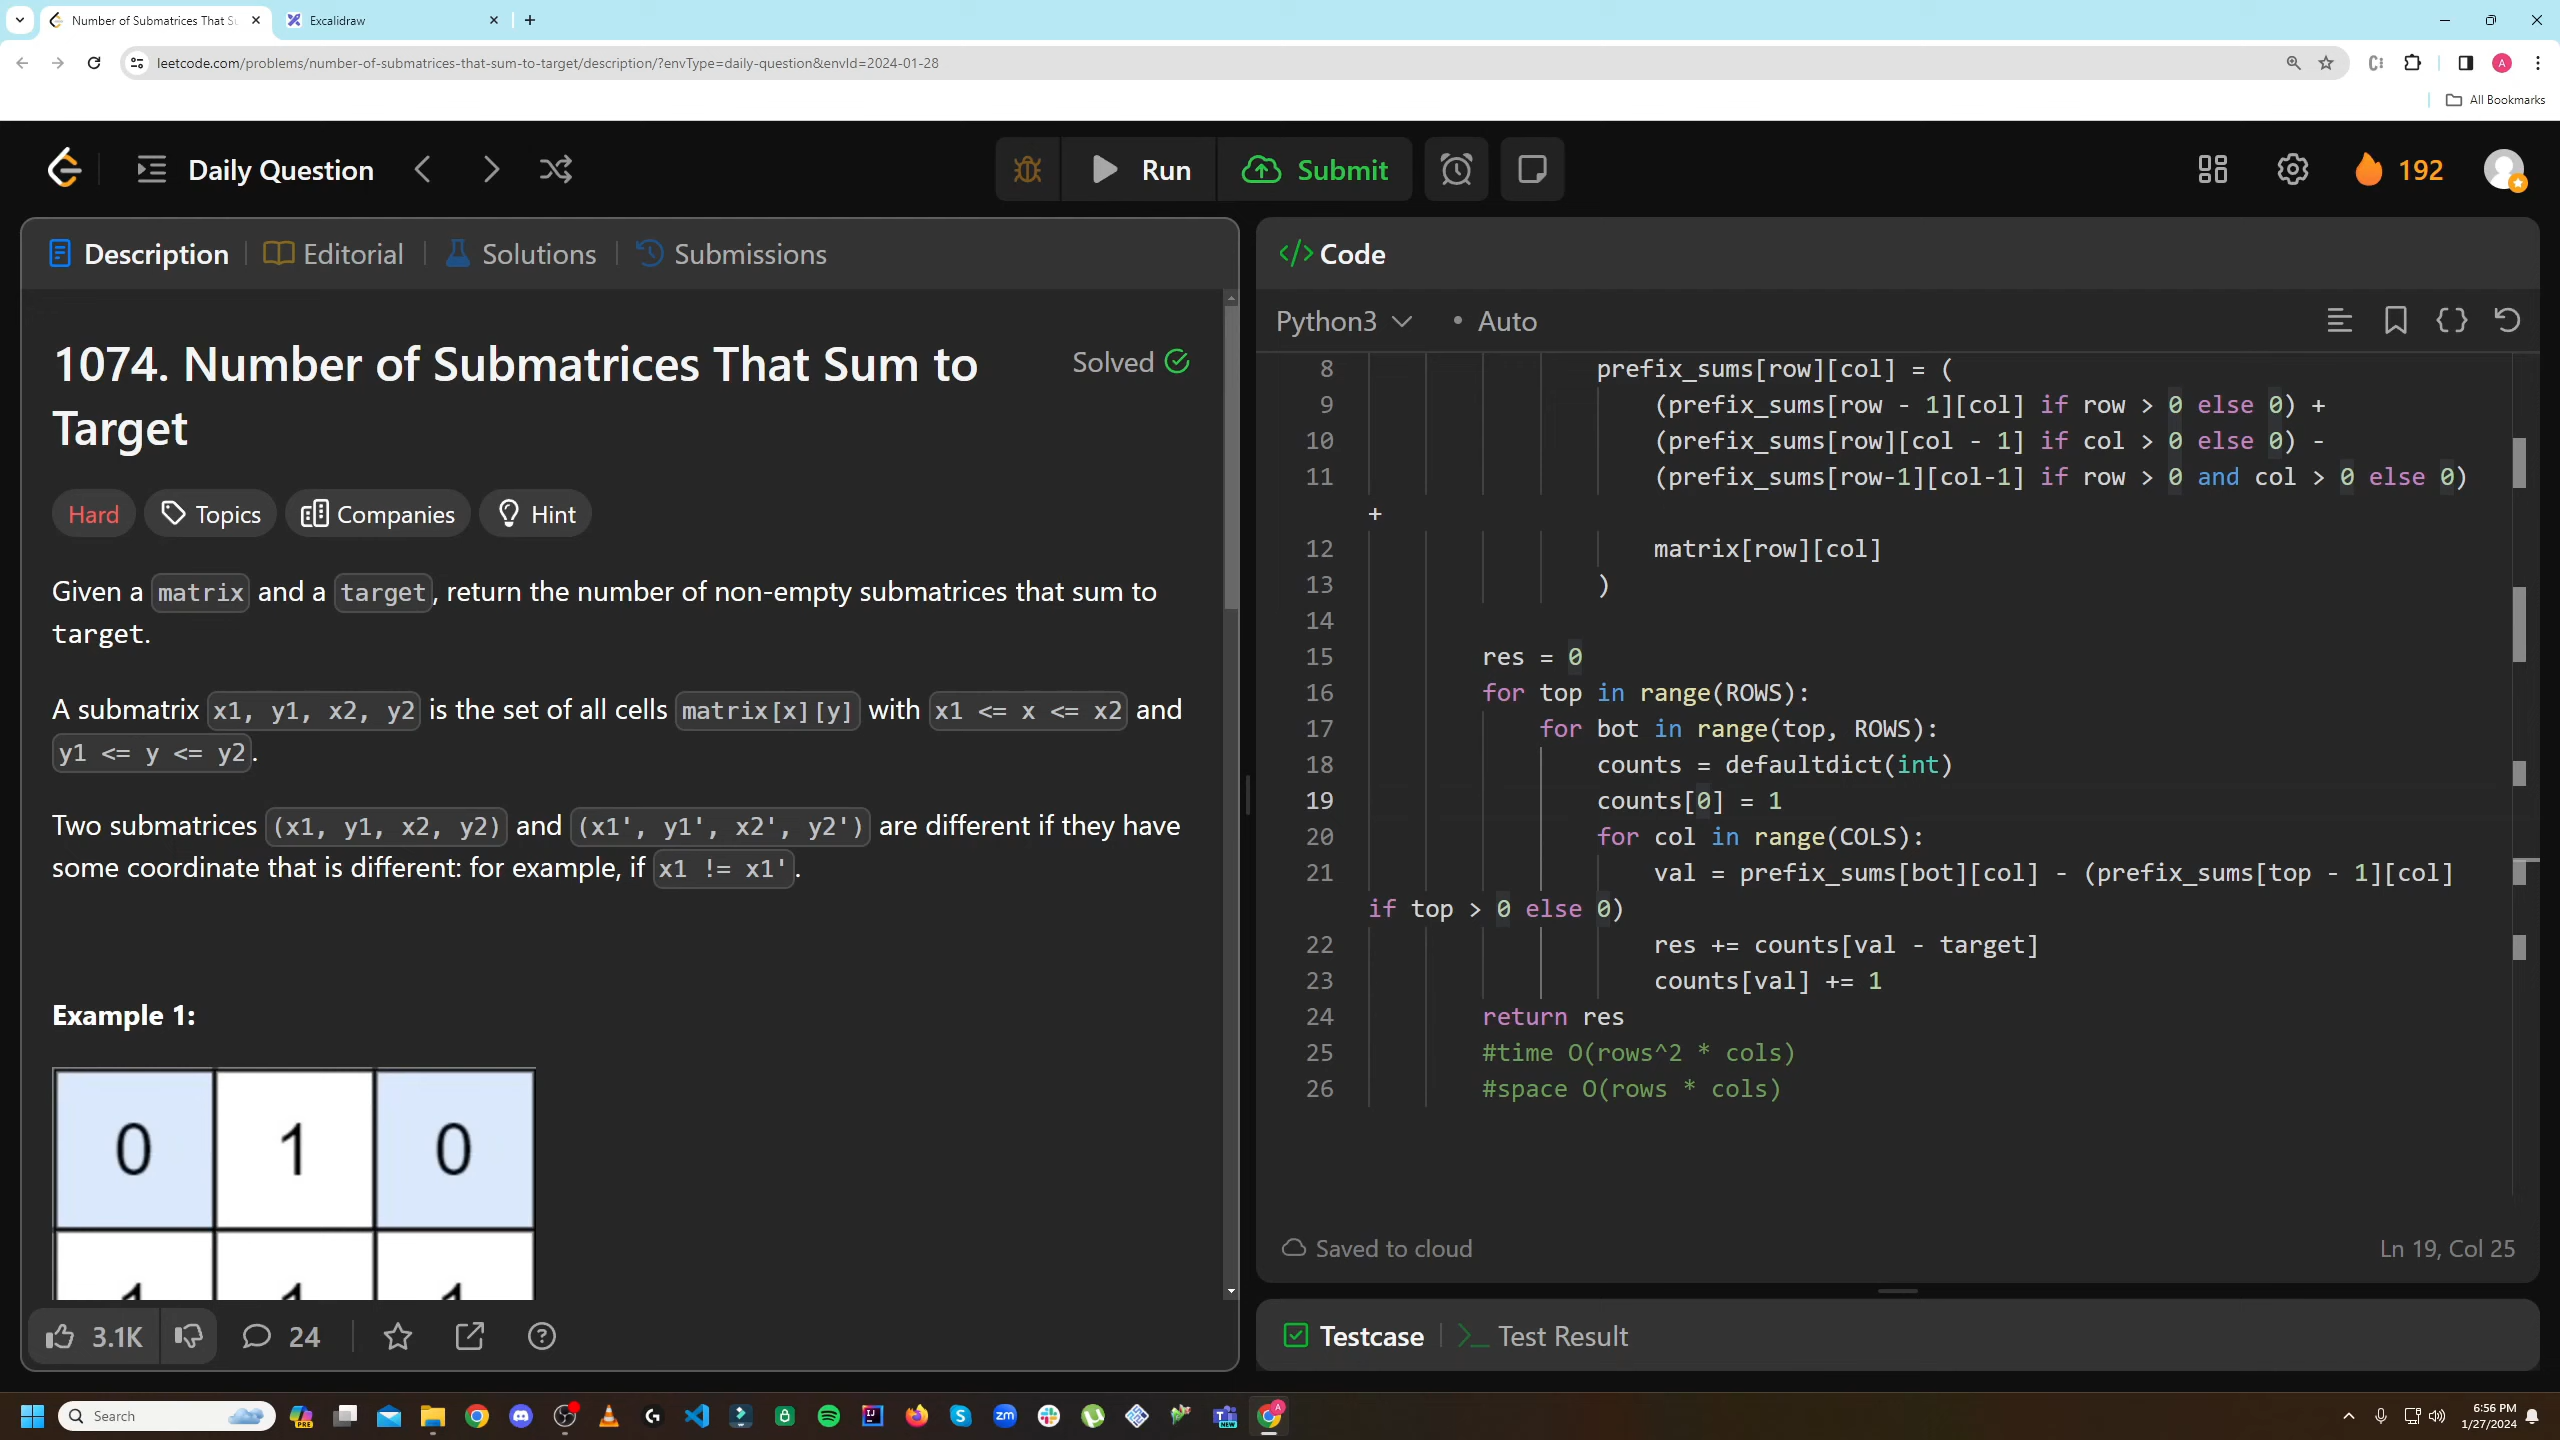 Number of Submatrices That Su
Excalidraw
leetcode.com/problems/number-of-submatrices-that-sum-to-target/description/?envType=daily-question&envId=2024-01-28
A
All Bookmarks
Daily Question
Run
Submit
192
Description
Editorial
Solutions
Submissions
1074. Number of Submatrices That Sum to
Target
Solved
Hard
Topics
Companies
Hint
Given a matrix and a target, return the number of non-empty submatrices that sum to
target.
A submatrix x1, y1, x2, y2 is the set of all cells matrix[x][y] with x1 <= x <= x2 and
y1 <= y <= y2.
Two submatrices (x1, y1, x2, y2) and (x1', y1', x2', y2') are different if they have
some coordinate that is different: for example, if x1 != x1'.
Example 1:
0 1 0
1 1 1
3.1K
24
Code
Python3
• Auto
8 prefix_sums[row][col] = (
9 (prefix_sums[row - 1][col] if row > 0 else 0) +
10 (prefix_sums[row][col - 1] if col > 0 else 0) -
11 (prefix_sums[row-1][col-1] if row > 0 and col > 0 else 0)
+
12 matrix[row][col]
13 )
14
15 res = 0
16 for top in range(ROWS):
17 for bot in range(top, ROWS):
18 counts = defaultdict(int)
19 counts[0] = 1
20 for col in range(COLS):
21 val = prefix_sums[bot][col] - (prefix_sums[top - 1][col]
if top > 0 else 0)
22 res += counts[val - target]
23 counts[val] += 1
24 return res
25 #time O(rows^2 * cols)
26 #space O(rows * cols)
Saved to cloud
Ln 19, Col 25
Testcase
Test Result
Search
PRE
zm
NEW
A
6:56 PM
1/27/2024